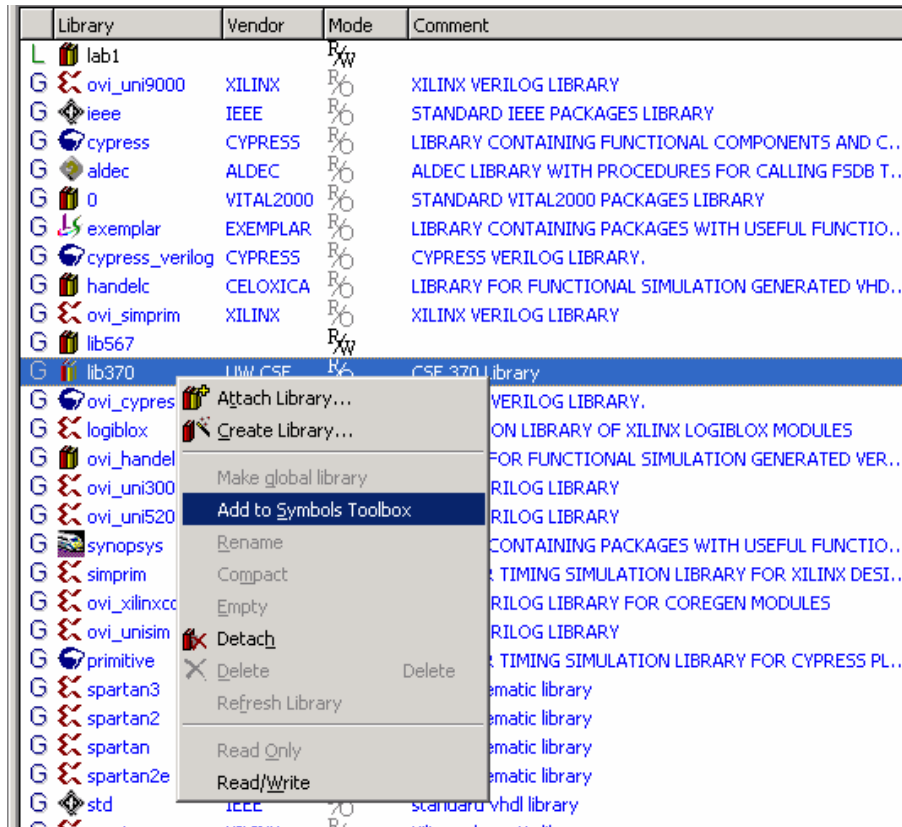 Library Vendor Mode Comment
L lab1 R/W
G ovi_uni9000 XILINX R/O XILINX VERILOG LIBRARY
G ieee IEEE R/O STANDARD IEEE PACKAGES LIBRARY
G cypress CYPRESS R/O LIBRARY CONTAINING FUNCTIONAL COMPONENTS AND C...
G aldec ALDEC R/O ALDEC LIBRARY WITH PROCEDURES FOR CALLING FSDB T...
G 0 VITAL2000 R/O STANDARD VITAL2000 PACKAGES LIBRARY
G exemplar EXEMPLAR R/O LIBRARY CONTAINING PACKAGES WITH USEFUL FUNCTIO...
G cypress_verilog CYPRESS R/O CYPRESS VERILOG LIBRARY.
G handelc CELOXICA R/O LIBRARY FOR FUNCTIONAL SIMULATION GENERATED VHD...
G ovi_simprim XILINX R/O XILINX VERILOG LIBRARY
G lib567 R/W
G lib370 UW CSE R/O CSE 370 Library
G ovi_cypres Attach Library... VERILOG LIBRARY.
G logiblox Create Library... ON LIBRARY OF XILINX LOGIBLOX MODULES
G ovi_handel FOR FUNCTIONAL SIMULATION GENERATED VER...
Make global library
G ovi_uni300 RILOG LIBRARY
G ovi_uni520 Add to Symbols Toolbox RILOG LIBRARY
G synopsys Rename CONTAINING PACKAGES WITH USEFUL FUNCTIO...
G simprim Compact TIMING SIMULATION LIBRARY FOR XILINX DESI...
G ovi_xilinxco Empty RILOG LIBRARY FOR COREGEN MODULES
G ovi_unisim Detach RILOG LIBRARY
G primitive Delete Delete TIMING SIMULATION LIBRARY FOR CYPRESS PL...
G spartan3 Refresh Library ematic library
G spartan2 ematic library
G spartan Read Only ematic library
G spartan2e Read/Write ematic library
G std IEEE R/O standard vhdl library